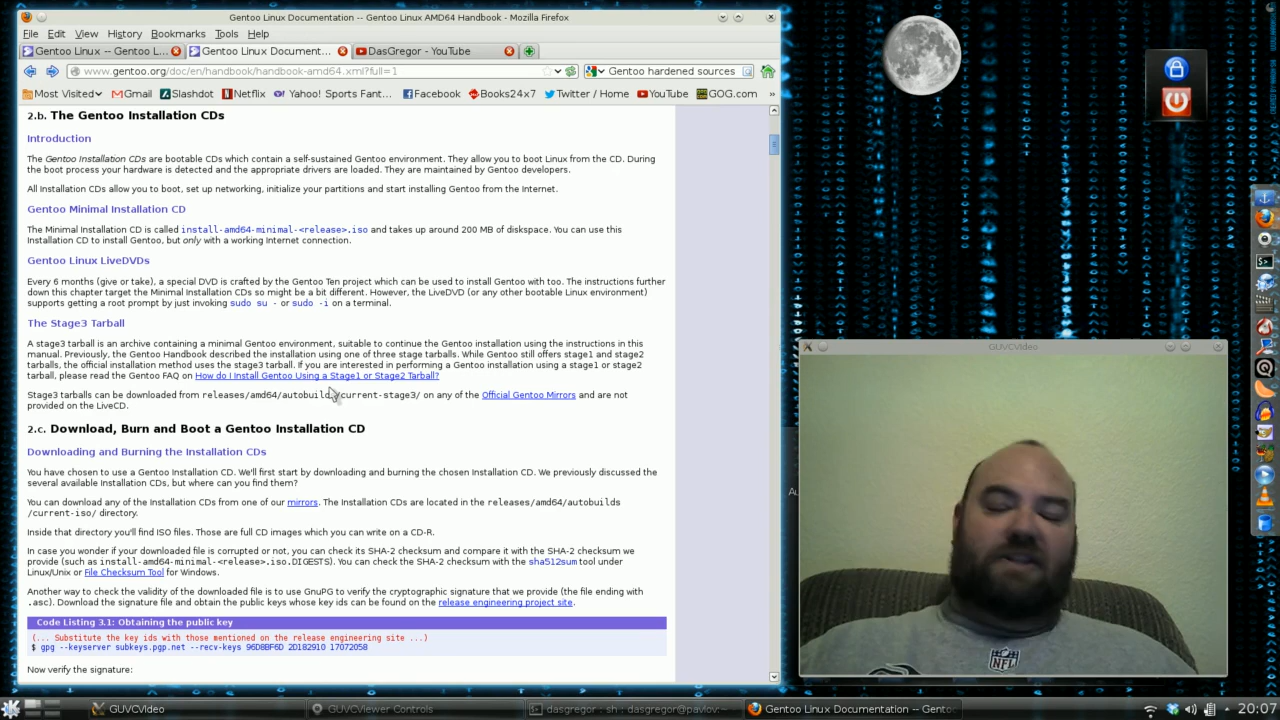 Gentoo Linux Documentation -- Gentoo Linux AMD64 Handbook - Mozilla Firefox
File Edit View History Bookmarks Tools Help
Gentoo Linux -- Gentoo L... Gentoo Linux Document... DasGregor - YouTube
www.gentoo.org/doc/en/handbook/handbook-amd64.xml?full=1 Gentoo hardened sources
Most Visited Gmail Slashdot Netflix Yahoo! Sports Fant... Facebook Books24x7 Twitter / Home YouTube GOG.com »
2.b. The Gentoo Installation CDs
Introduction
The Gentoo Installation CDs are bootable CDs which contain a self-sustained Gentoo environment. They allow you to boot Linux from the CD. During
the boot process your hardware is detected and the appropriate drivers are loaded. They are maintained by Gentoo developers.
All Installation CDs allow you to boot, set up networking, initialize your partitions and start installing Gentoo from the Internet.
Gentoo Minimal Installation CD
The Minimal Installation CD is called install-amd64-minimal-<release>.iso and takes up around 200 MB of diskspace. You can use this
Installation CD to install Gentoo, but only with a working Internet connection.
Gentoo Linux LiveDVDs
Every 6 months (give or take), a special DVD is crafted by the Gentoo Ten project which can be used to install Gentoo with too. The instructions further
down this chapter target the Minimal Installation CDs so might be a bit different. However, the LiveDVD (or any other bootable Linux environment)
supports getting a root prompt by just invoking sudo su - or sudo -i on a terminal.
The Stage3 Tarball
A stage3 tarball is an archive containing a minimal Gentoo environment, suitable to continue the Gentoo installation using the instructions in this
manual. Previously, the Gentoo Handbook described the installation using one of three stage tarballs. While Gentoo still offers stage1 and stage2
tarballs, the official installation method uses the stage3 tarball. If you are interested in performing a Gentoo installation using a stage1 or stage2
tarball, please read the Gentoo FAQ on How do I Install Gentoo Using a Stage1 or Stage2 Tarball?
Stage3 tarballs can be downloaded from releases/amd64/autobuilds/current-stage3/ on any of the Official Gentoo Mirrors and are not
provided on the LiveCD.
2.c. Download, Burn and Boot a Gentoo Installation CD
Downloading and Burning the Installation CDs
You have chosen to use a Gentoo Installation CD. We'll first start by downloading and burning the chosen Installation CD. We previously discussed the
several available Installation CDs, but where can you find them?
You can download any of the Installation CDs from one of our mirrors. The Installation CDs are located in the releases/amd64/autobuilds
/current-iso/ directory.
Inside that directory you'll find ISO files. Those are full CD images which you can write on a CD-R.
In case you wonder if your downloaded file is corrupted or not, you can check its SHA-2 checksum and compare it with the SHA-2 checksum we
provide (such as install-amd64-minimal-<release>.iso.DIGESTS). You can check the SHA-2 checksum with the sha512sum tool under
Linux/Unix or File Checksum Tool for Windows.
Another way to check the validity of the downloaded file is to use GnuPG to verify the cryptographic signature that we provide (the file ending with
.asc). Download the signature file and obtain the public keys whose key ids can be found on the release engineering project site.
Code Listing 3.1: Obtaining the public key
(... Substitute the key ids with those mentioned on the release engineering site ...)
$ gpg --keyserver subkeys.pgp.net --recv-keys 96D8BF6D 2D182910 17072058
Now verify the signature:
GUVCVideo
NFL
GUVCVideo GUVCViewer Controls dasgregor : sh : dasgregor@pavlov:~ Gentoo Linux Documentation -- Gento 20:07